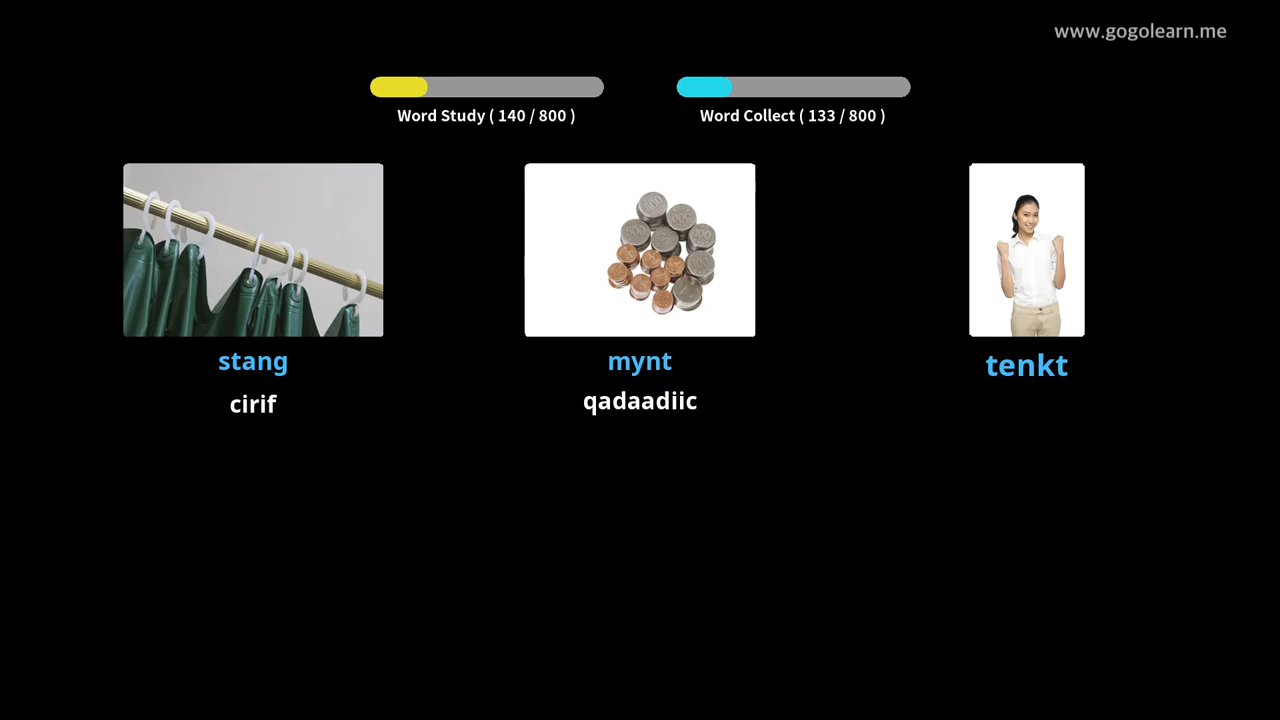 www.gogolearn.me
Word Study ( 140 / 800 )
Word Collect ( 133 / 800 )
stang
cirif
mynt
qadaadiic
tenkt